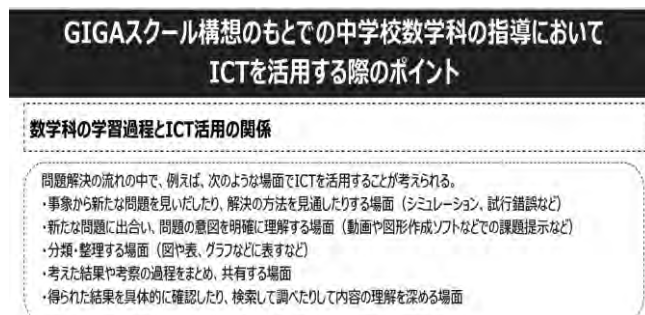 GIGAスクール構想のもとでの中学校数学科の指導において
ICTを活用する際のポイント
数学科の学習過程とICT活用の関係
問題解決の流れの中で、例えば、次のような場面でICTを活用することが考えられる。
・事象から新たな問題を見いだしたり、解決の方法を見通したりする場面（シミュレーション、試行錯誤など）
・新たな問題に出合い、問題の意図を明確に理解する場面（動画や図形作成ソフトなどでの課題提示など）
・分類・整理する場面（図や表、グラフなどに表すなど）
・考えた結果や考察の過程をまとめ、共有する場面
・得られた結果を具体的に確認したり、検索して調べたりして内容の理解を深める場面